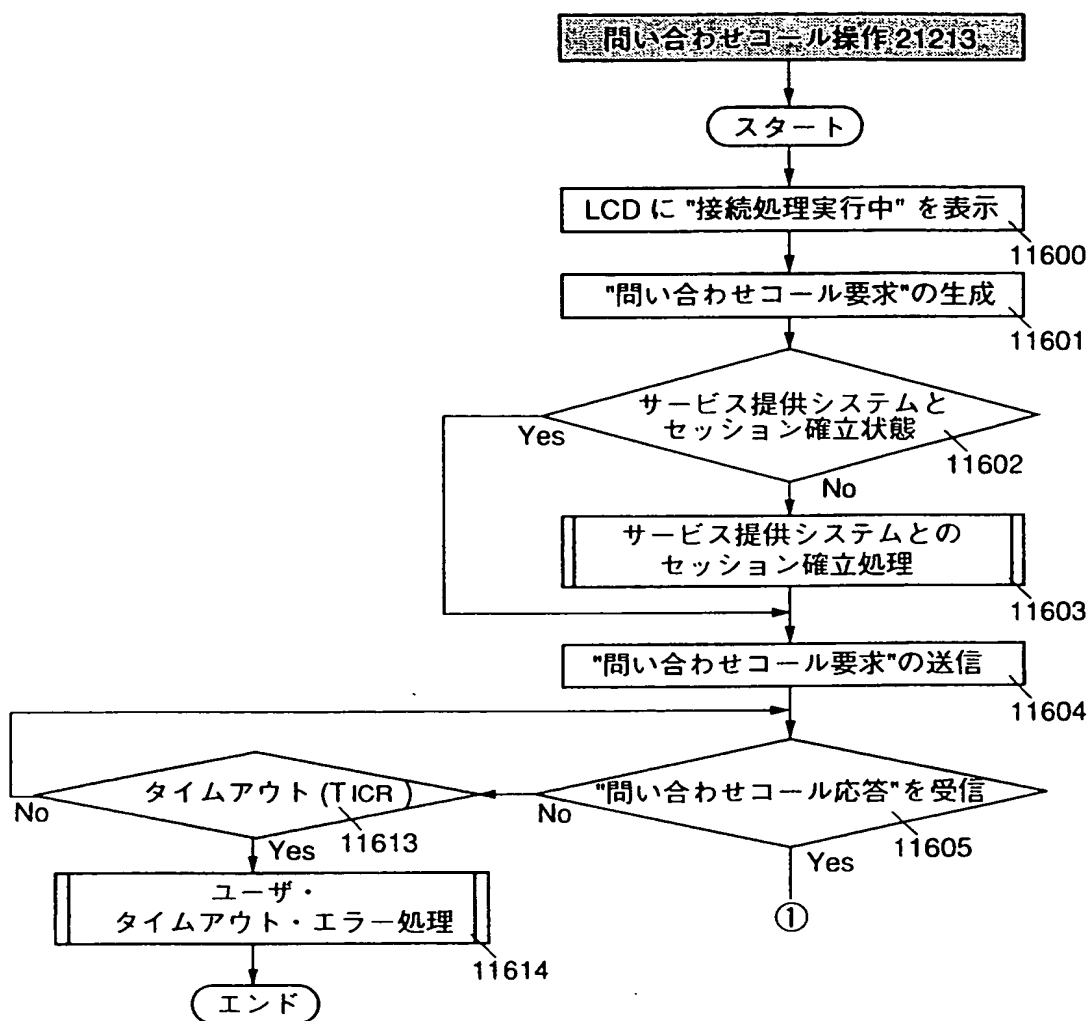 問い合わせコール操作21213
スタート
LCD に "接続処理実行中" を表示
11600
"問い合わせコール要求"の生成
11601
サービス提供システムと
セッション確立状態
11602
Yes
No
サービス提供システムとの
セッション確立処理
11603
"問い合わせコール要求"の送信
11604
"問い合わせコール応答"を受信
11605
No
Yes
①
タイムアウト (TICR)
11613
No
Yes
ユーザ・
タイムアウト・エラー処理
11614
エンド